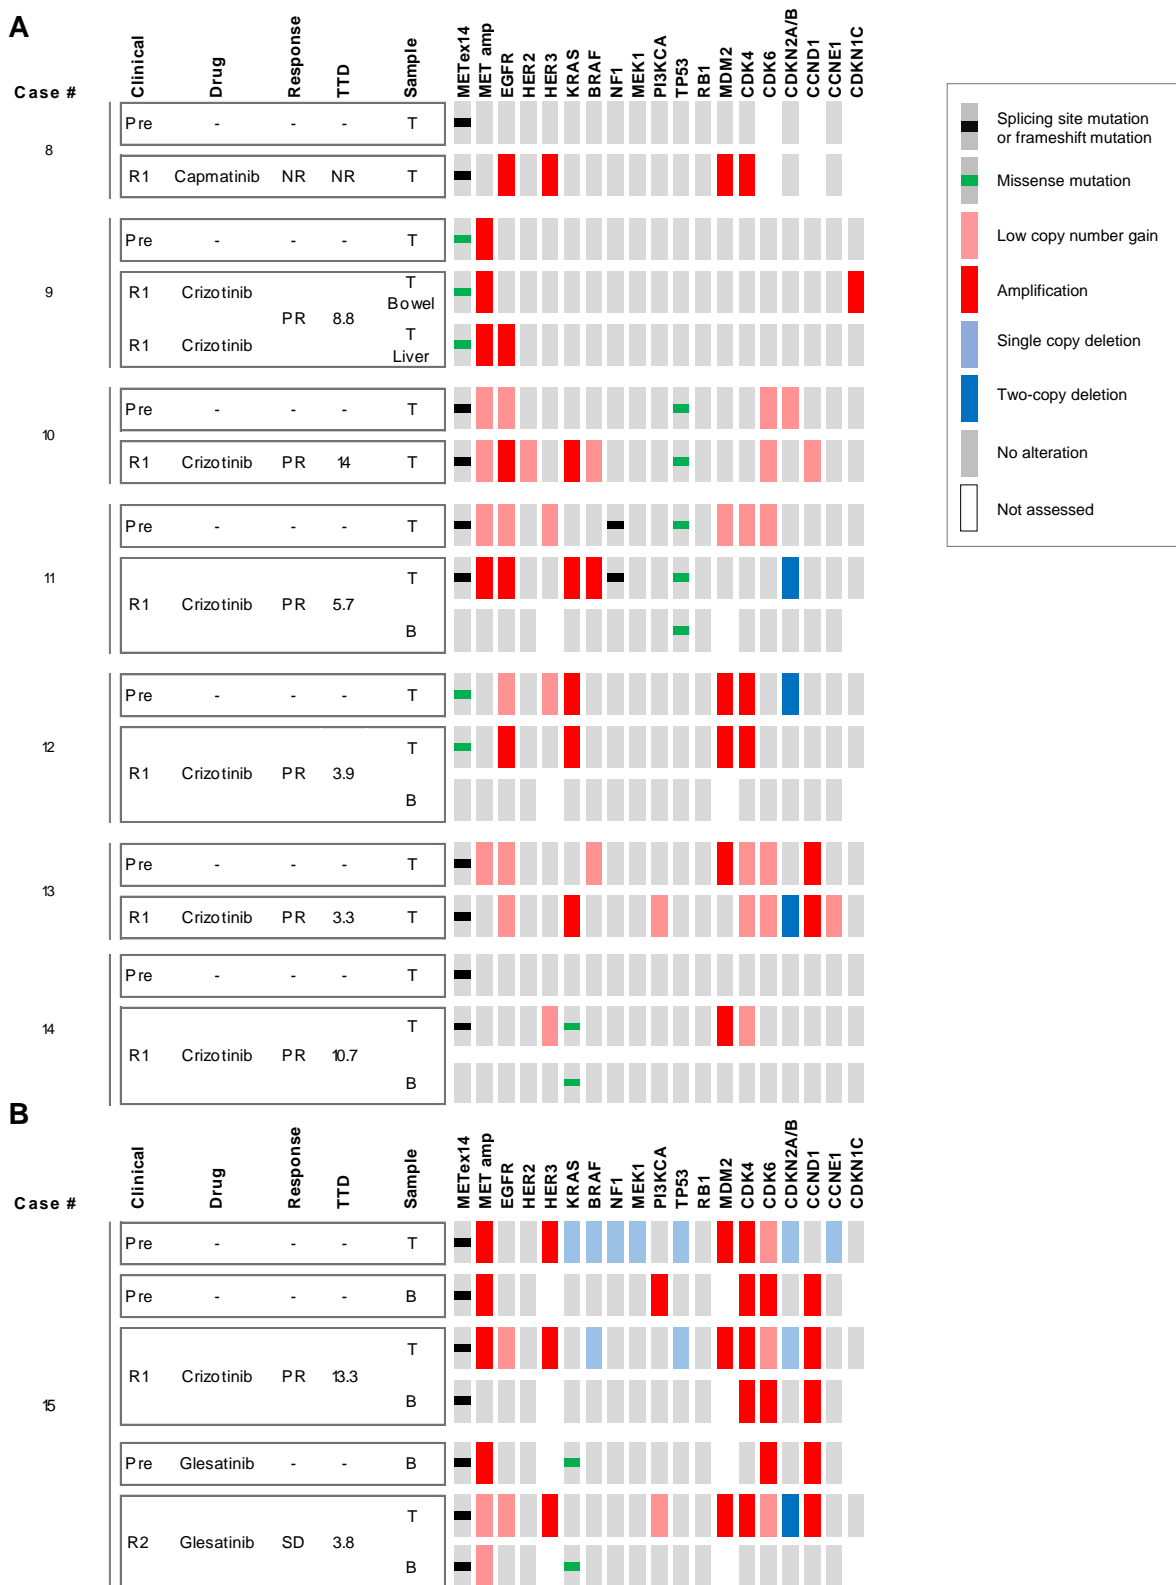 A
Case # Clinical Drug Response TTD Sample METex14 MET amp EGFR HER2 HER3 KRAS BRAF NF1 MEK1 PI3KCA TP53 RB1 MDM2 CDK4 CDK6 CDKN2A/B CCND1 CCNE1 CDKN1C
8
Pre - - - T
R1 Capmatinib NR NR T
9
Pre - - - T
R1 Crizotinib T
Bowel
PR 8.8
R1 Crizotinib T
Liver
10
Pre - - - T
R1 Crizotinib PR 14 T
11
Pre - - - T
T
R1 Crizotinib PR 5.7
B
12
Pre - - - T
T
R1 Crizotinib PR 3.9
B
13
Pre - - - T
R1 Crizotinib PR 3.3 T
14
Pre - - - T
T
R1 Crizotinib PR 10.7
B
Splicing site mutation
or frameshift mutation
Missense mutation
Low copy number gain
Amplification
Single copy deletion
Two-copy deletion
No alteration
Not assessed
B
Case # Clinical Drug Response TTD Sample METex14 MET amp EGFR HER2 HER3 KRAS BRAF NF1 MEK1 PI3KCA TP53 RB1 MDM2 CDK4 CDK6 CDKN2A/B CCND1 CCNE1 CDKN1C
15
Pre - - - T
Pre - - - B
T
R1 Crizotinib PR 13.3
B
Pre Glesatinib - - B
T
R2 Glesatinib SD 3.8
B